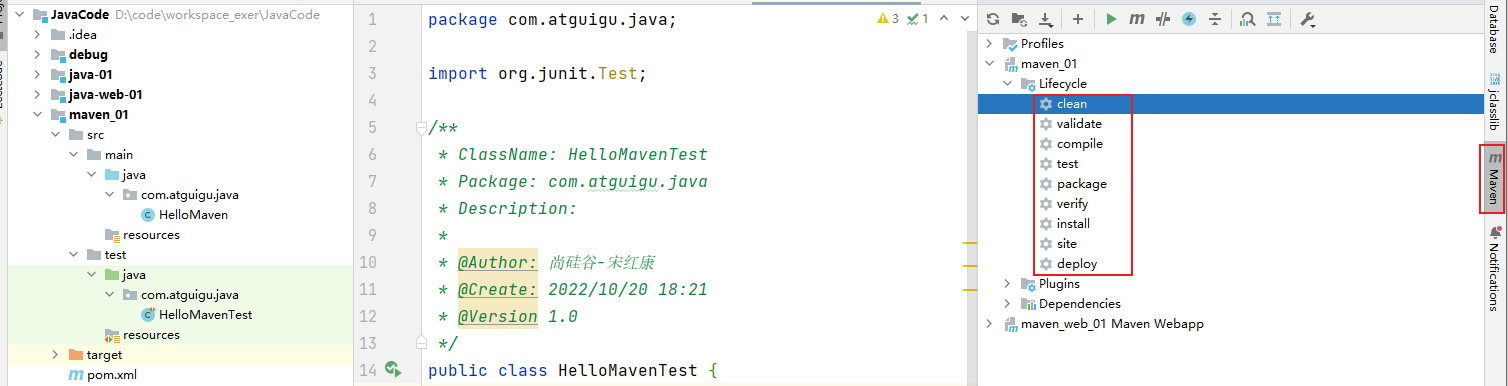 JavaCode D:\code\workspace_exer\JavaCode
.idea
debug
java-01
java-web-01
maven_01
src
main
java
com.atguigu.java
HelloMaven
resources
test
java
com.atguigu.java
HelloMavenTest
resources
target
pom.xml
1 package com.atguigu.java;
2
3 import org.junit.Test;
4
5 /**
6 * ClassName: HelloMavenTest
7 * Package: com.atguigu.java
8 * Description:
9 *
10 * @Author: 尚硅谷-宋红康
11 * @Create: 2022/10/20 18:21
12 * @Version 1.0
13 */
14 public class HelloMavenTest {
3 1
Profiles
maven_01
Lifecycle
clean
validate
compile
test
package
verify
install
site
deploy
Plugins
Dependencies
maven_web_01 Maven Webapp
Database
jclasslib
Maven
Notifications